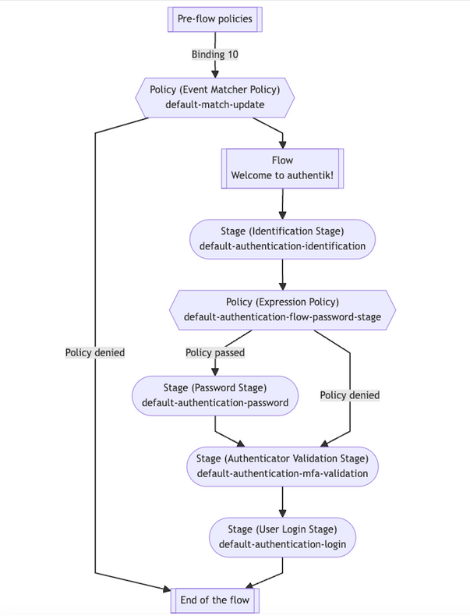 Pre-flow policies
Binding 10
Policy (Event Matcher Policy)
default-match-update
Flow
Welcome to authentik!
Stage (Identification Stage)
default-authentication-identification
Policy (Expression Policy)
default-authentication-flow-password-stage
Policy denied
Policy passed
Stage (Password Stage)
default-authentication-password
Policy denied
Stage (Authenticator Validation Stage)
default-authentication-mfa-validation
Stage (User Login Stage)
default-authentication-login
End of the flow